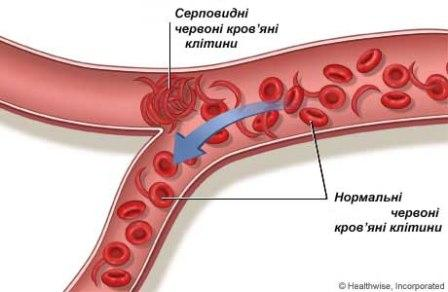 Серповидні
червоні кров'яні
клітини
Нормальні
червоні
кров'яні клітини
© Healthwise, Incorporated